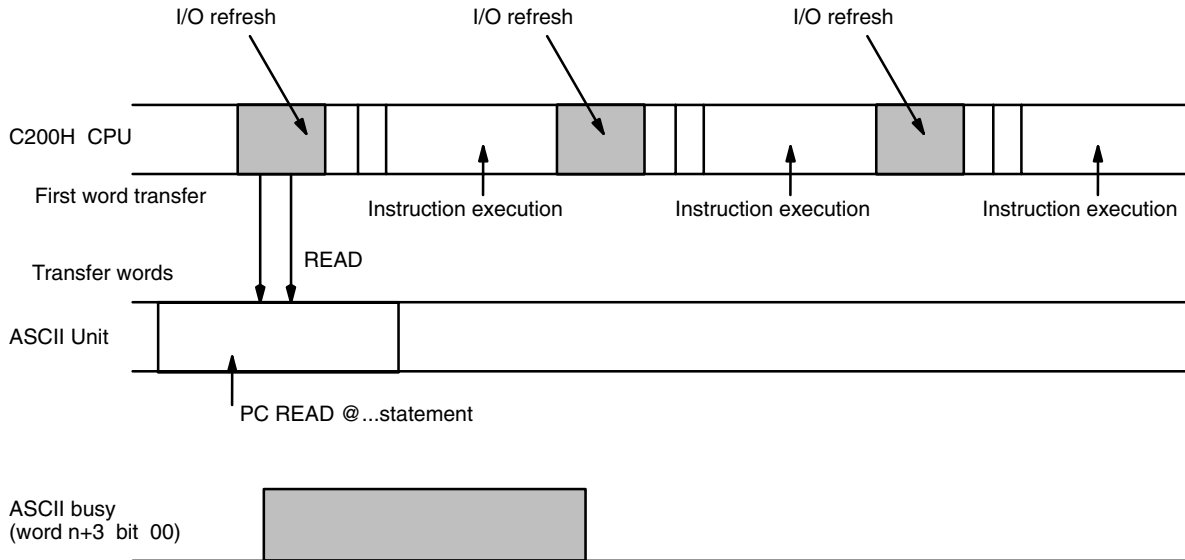 I/O refresh
I/O refresh
I/O refresh
C200H CPU
First word transfer
Instruction execution
Instruction execution
Instruction execution
READ
Transfer words
ASCII Unit
PC READ @...statement
ASCII busy
(word n+3 bit 00)